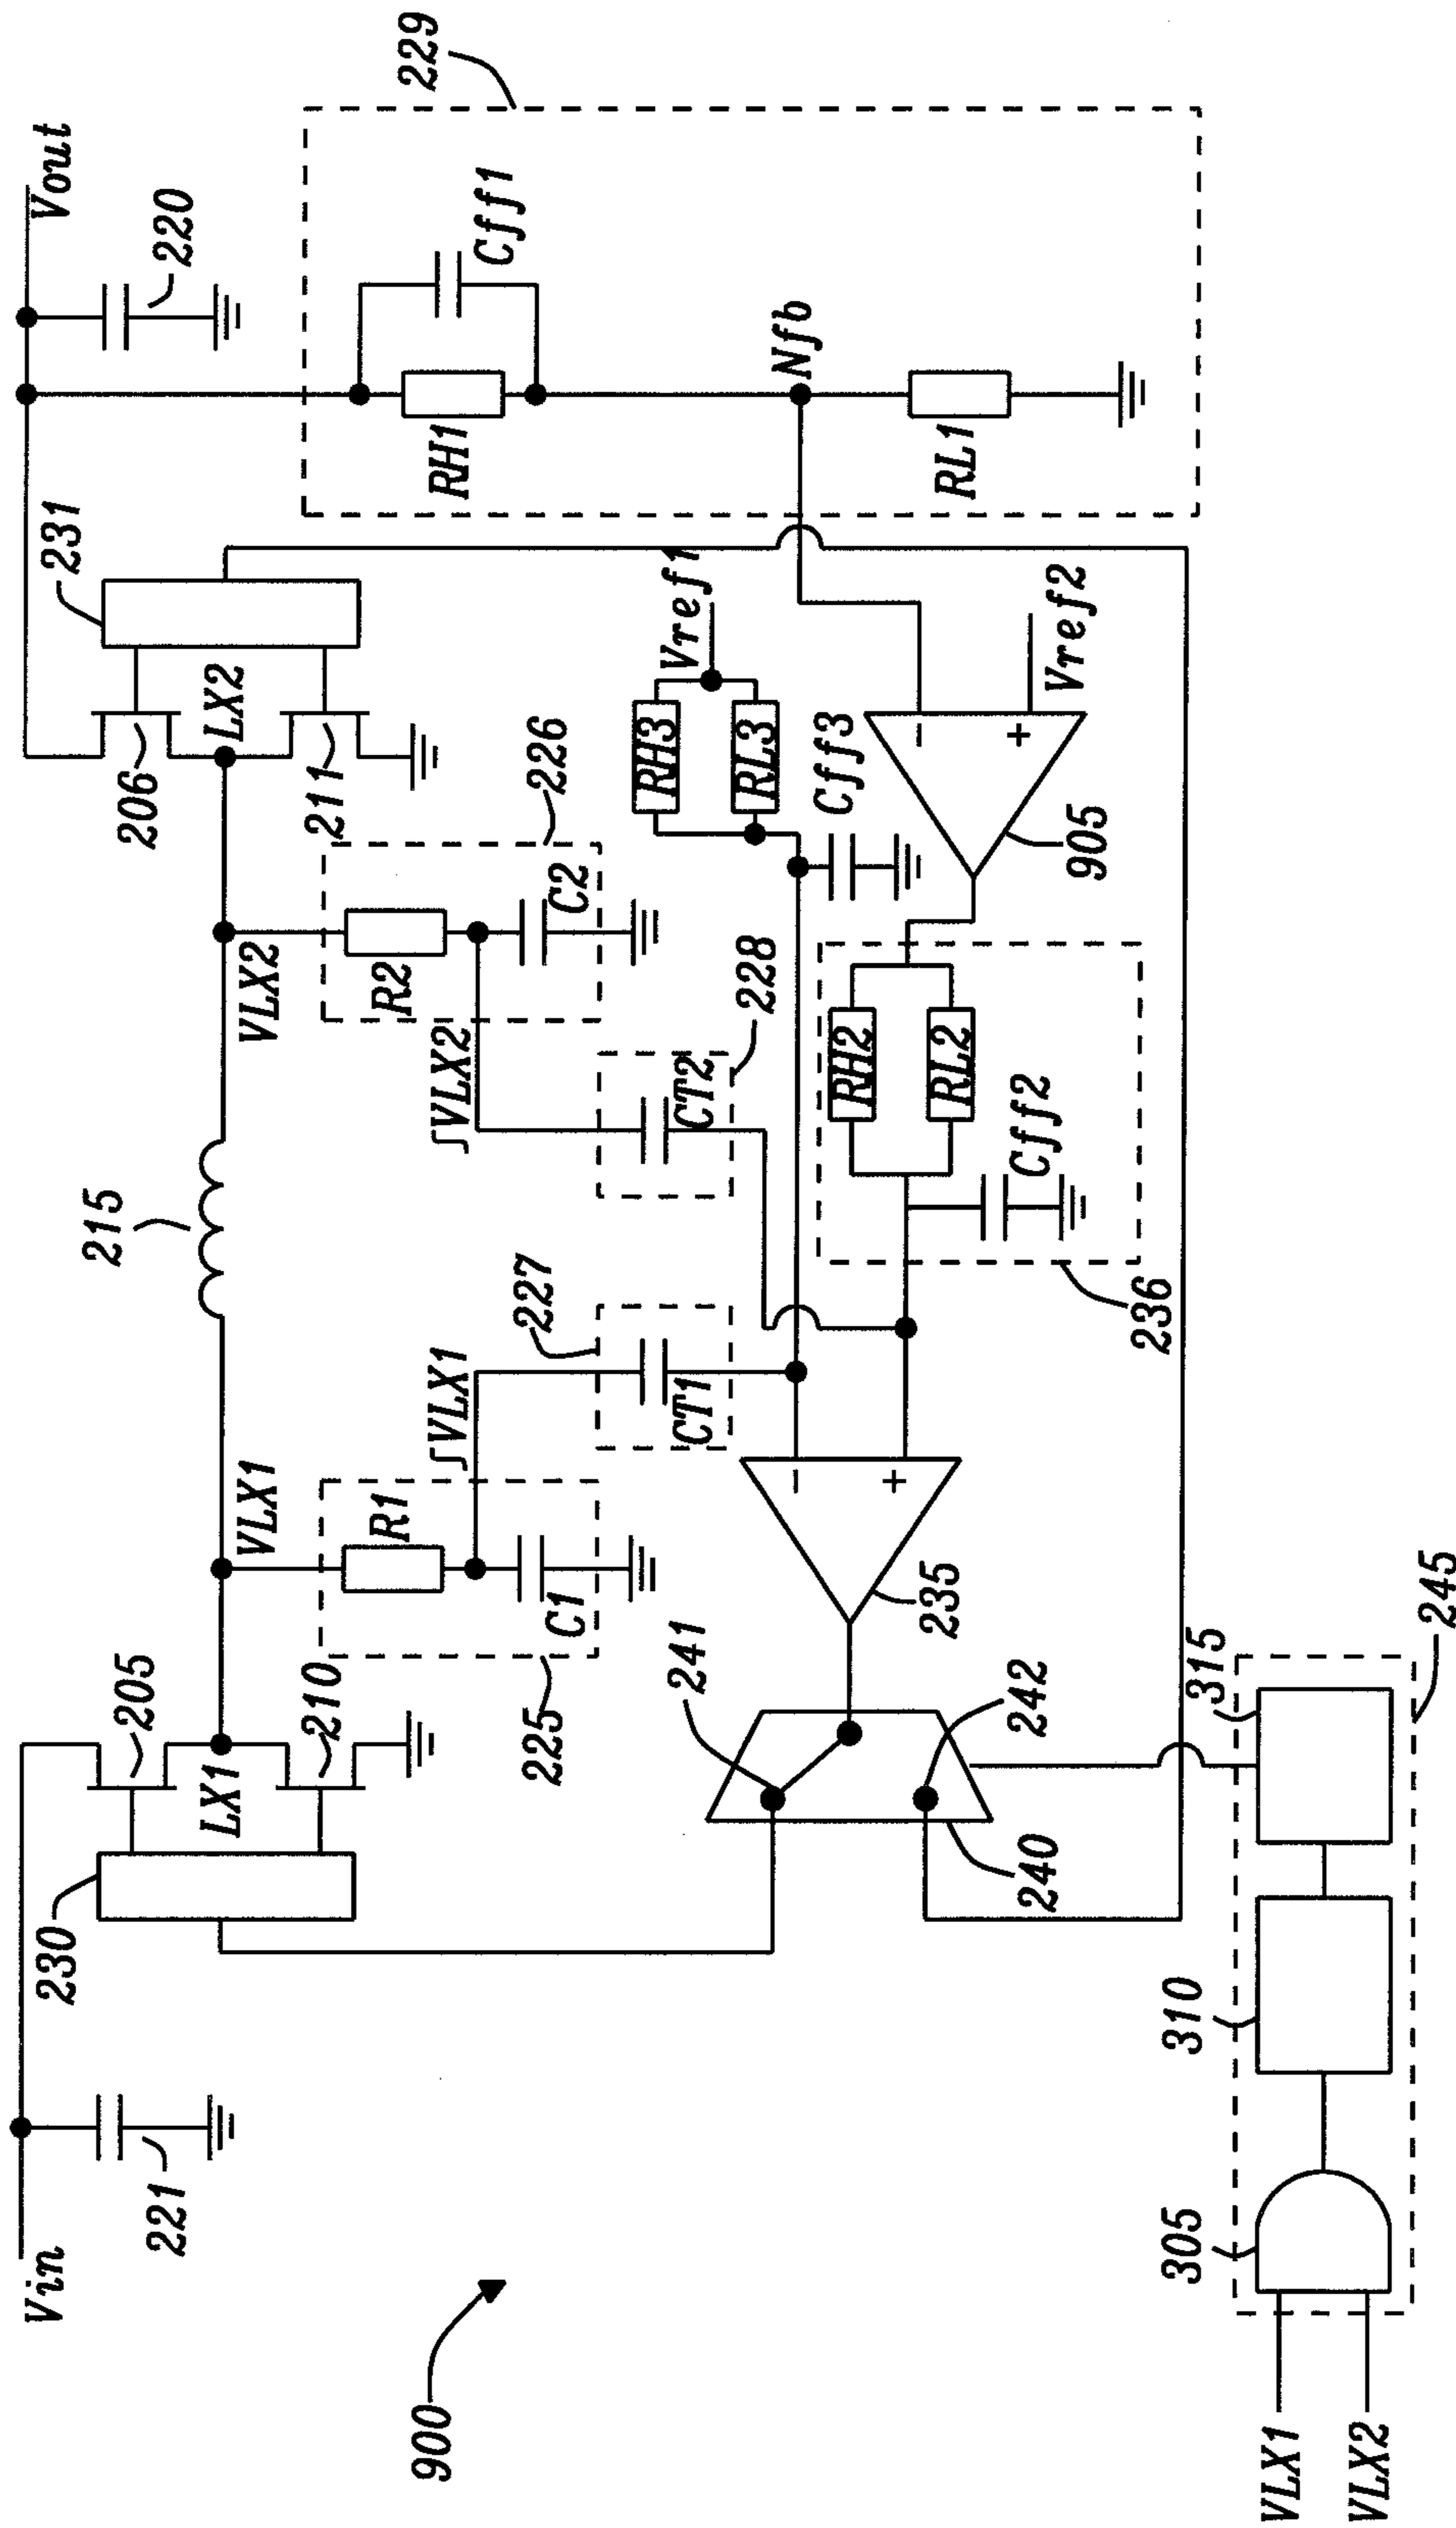 Vin
221
230
205
LX1
210
VLX1
R1
C1
225
∫VLX1
227
CT1
215
VLX2
R2
C2
226
∫VLX2
228
CT2
206
LX2
211
231
Vout
220
229
Cff1
RH1
Nfb
RL1
Vref1
RH3
RL3
Cff3
-
+
Vref2
905
RH2
RL2
Cff2
236
-
+
235
241
242
240
900
VLX1
VLX2
305
310
315
245